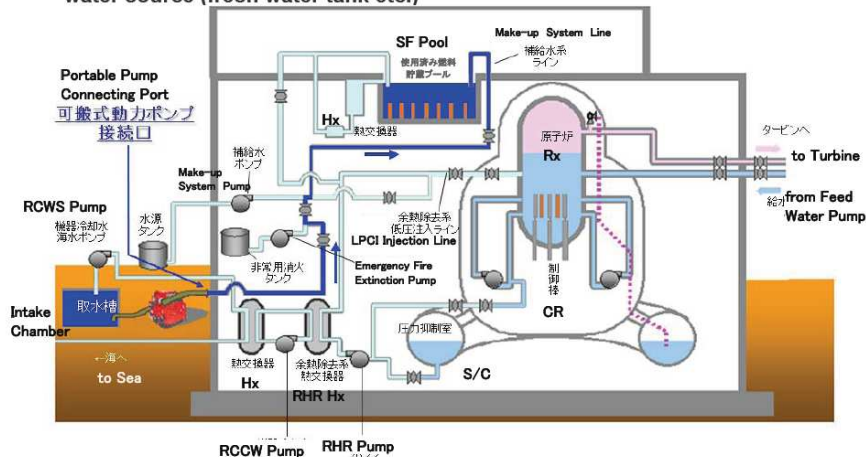 water source (fresh water tank etc.)
SF Pool
使用済み燃料
貯蔵プール
Make-up System Line
補給水系
ライン
Portable Pump
Connecting Port
可搬式動力ポンプ
接続口
Hx
熱交換器
原子炉
Rx
タービンへ
to Turbine
給水
from Feed
Water Pump
補給水
ポンプ
Make-up
System Pump
RCWS Pump
機器冷却水
海水ポンプ
水源
タンク
余熱除去系
低圧注入ライン
LPCI Injection Line
非常用消火
タンク
Emergency Fire
Extinction Pump
制御棒
CR
Intake
Chamber
取水槽
圧力抑制室
S/C
←海へ
to Sea
熱交換器
Hx
余熱除去系
熱交換器
RHR Hx
RCCW Pump
RHR Pump